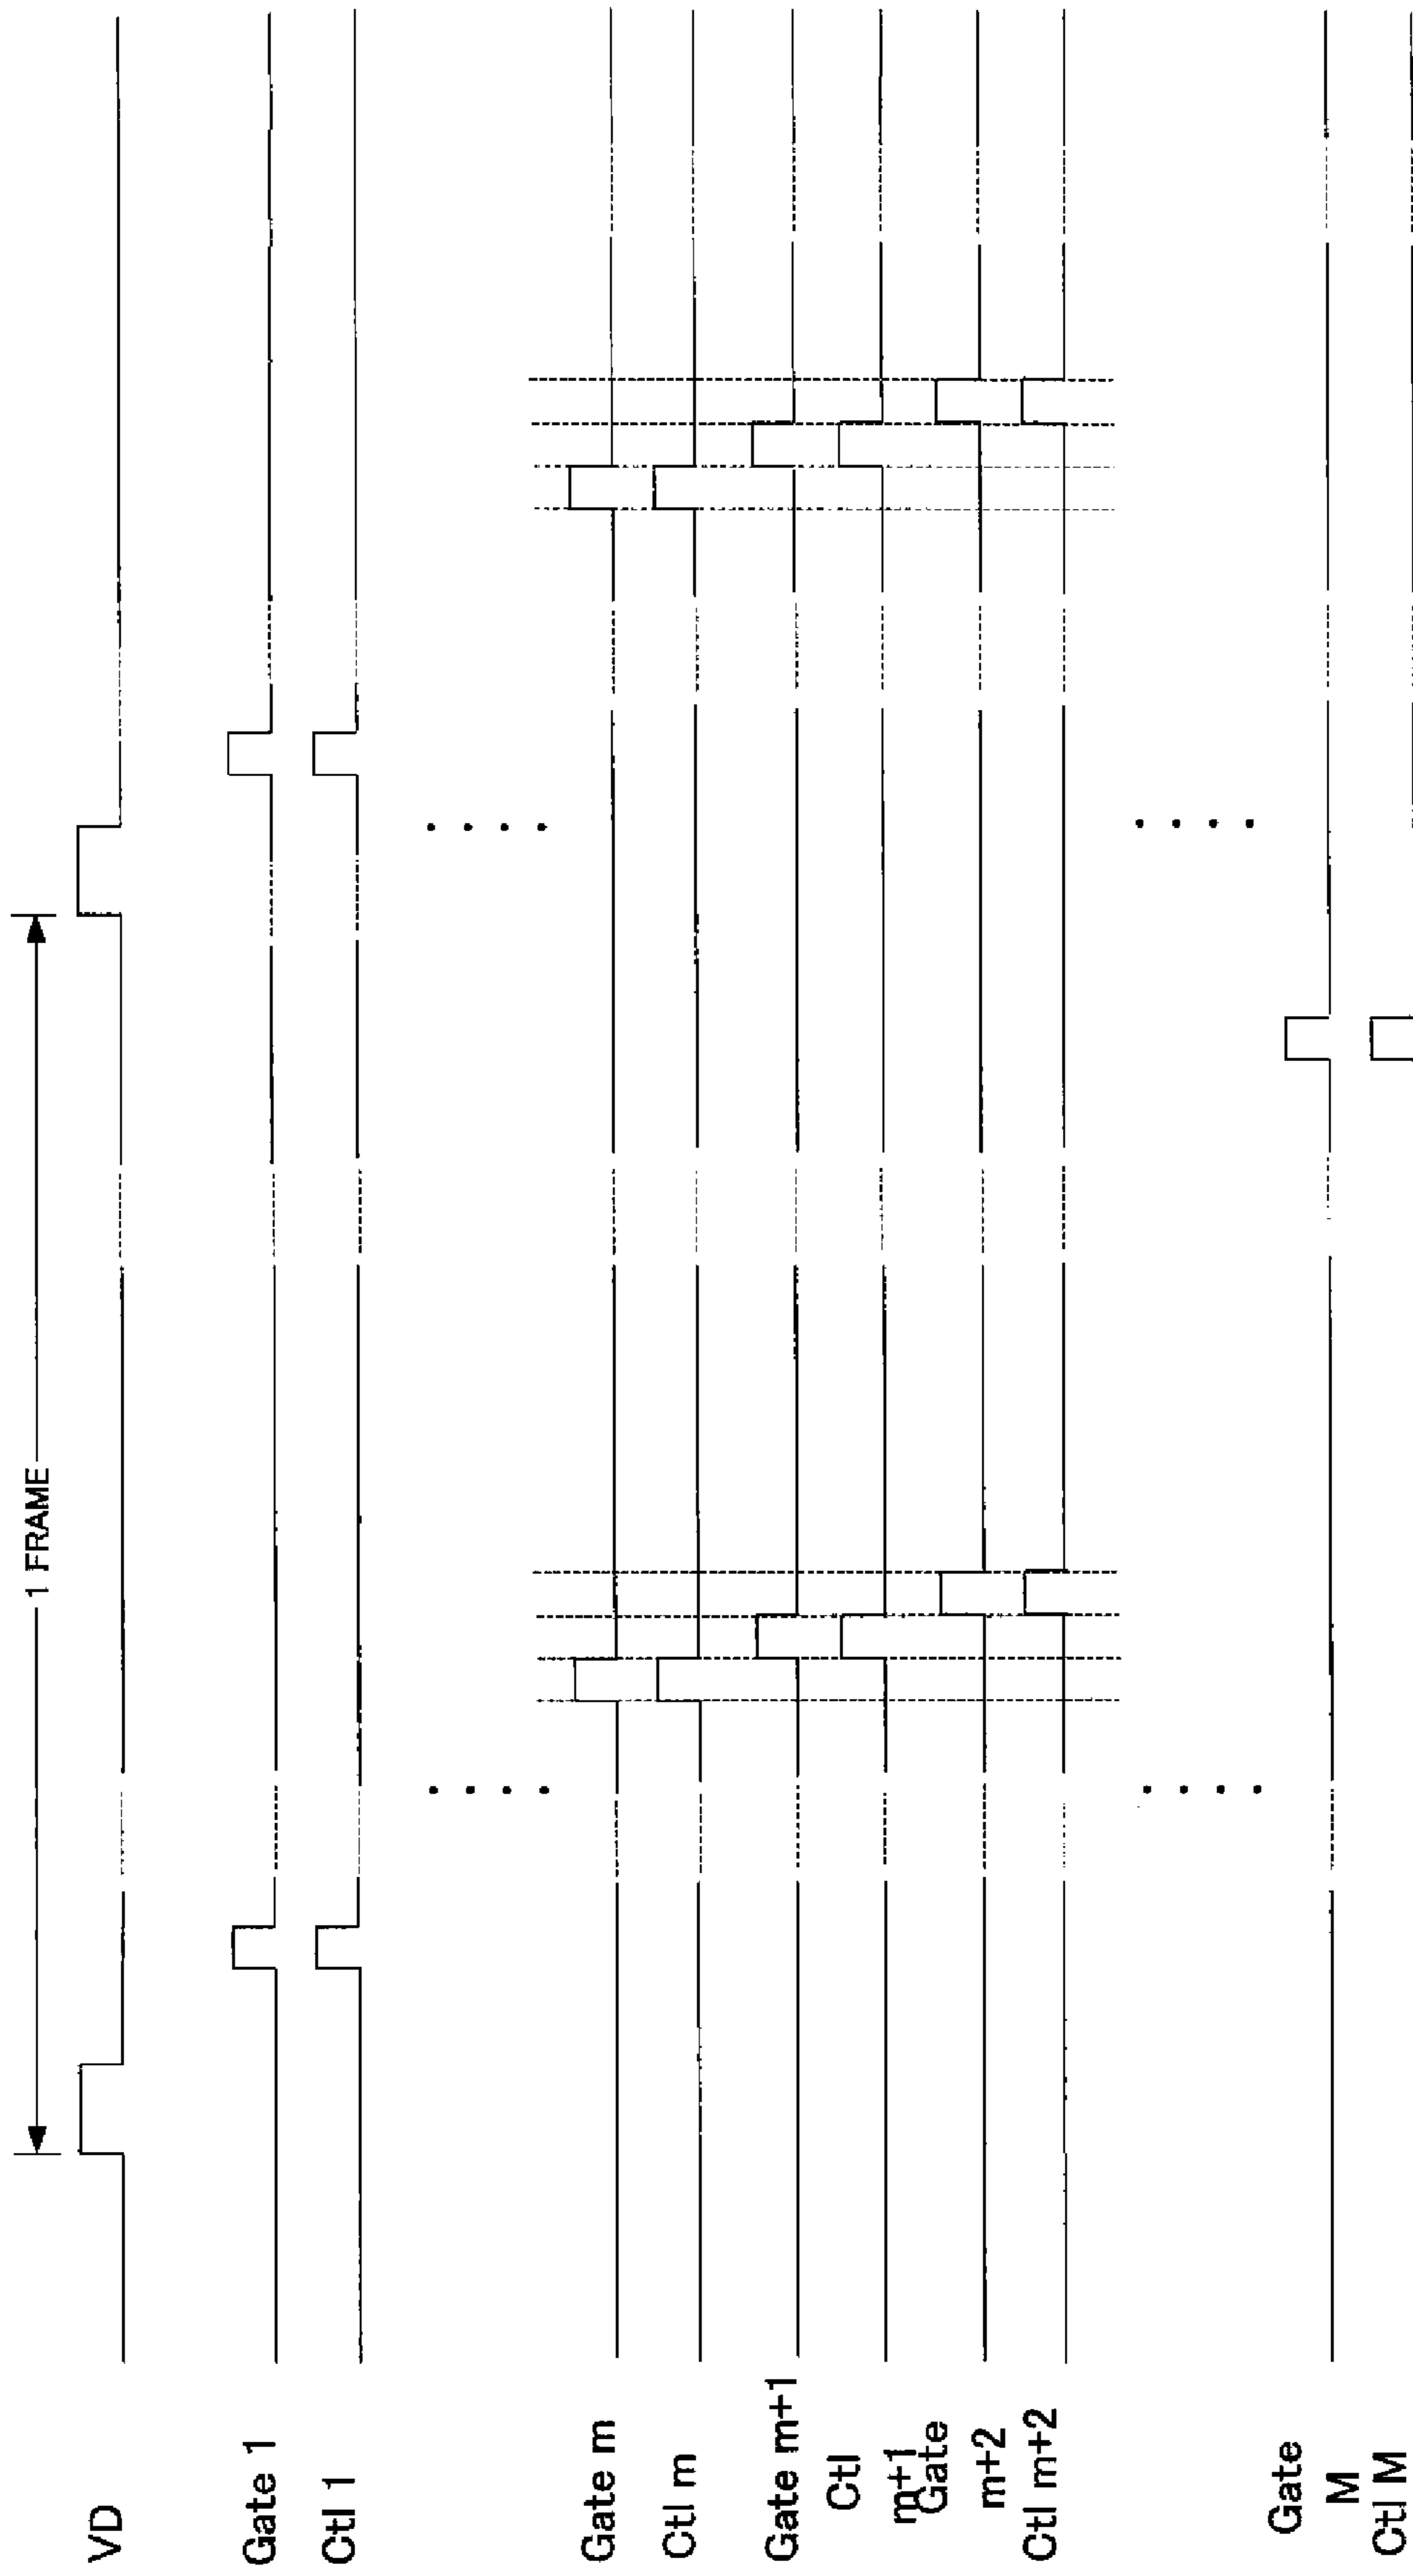 1 FRAME
VD
Gate 1
Ctl 1
Gate m
Ctl m
Gate m+1
Ctl
m+1
Gate
m+2
Ctl m+2
Gate
M
Ctl M